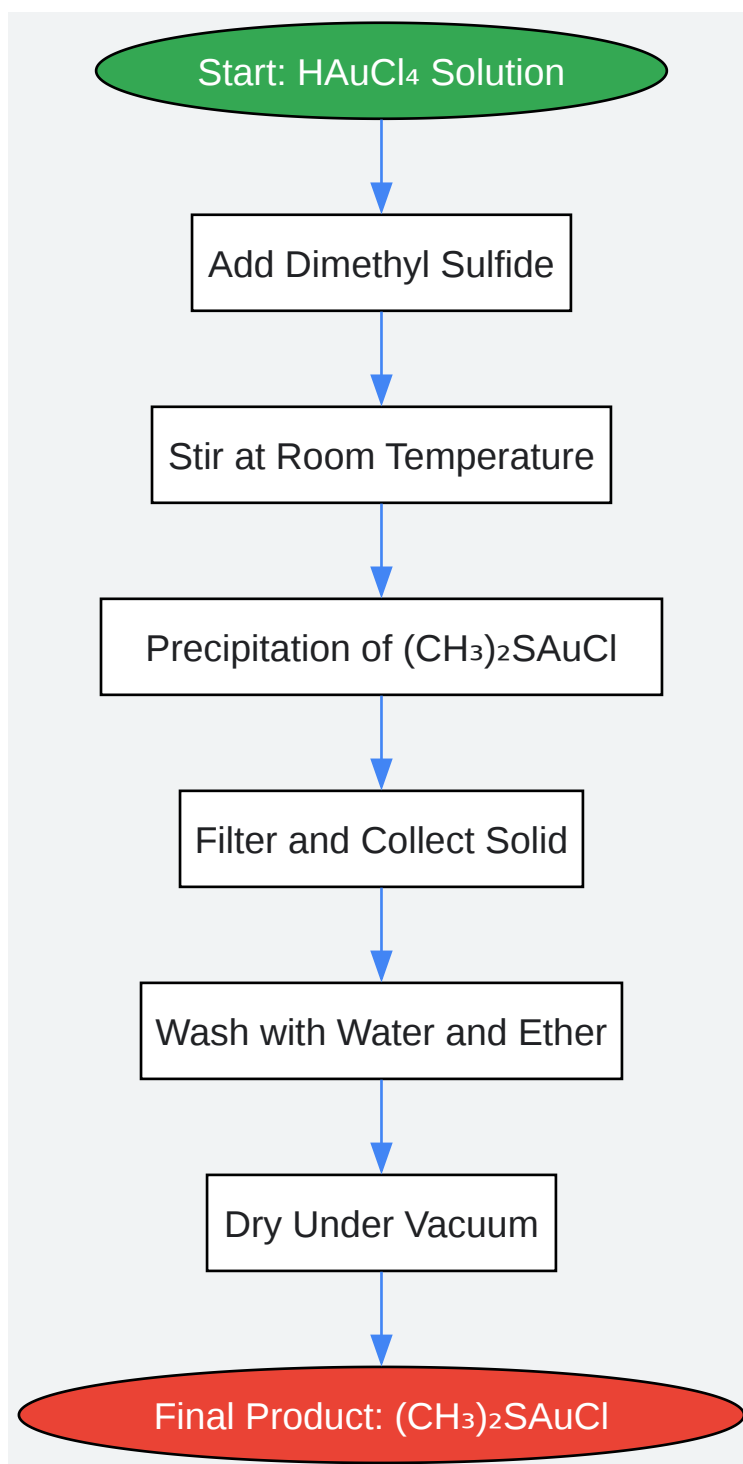 Start: HAuCl₄ Solution
Add Dimethyl Sulfide
Stir at Room Temperature
Precipitation of (CH₃)₂SAuCl
Filter and Collect Solid
Wash with Water and Ether
Dry Under Vacuum
Final Product: (CH₃)₂SAuCl